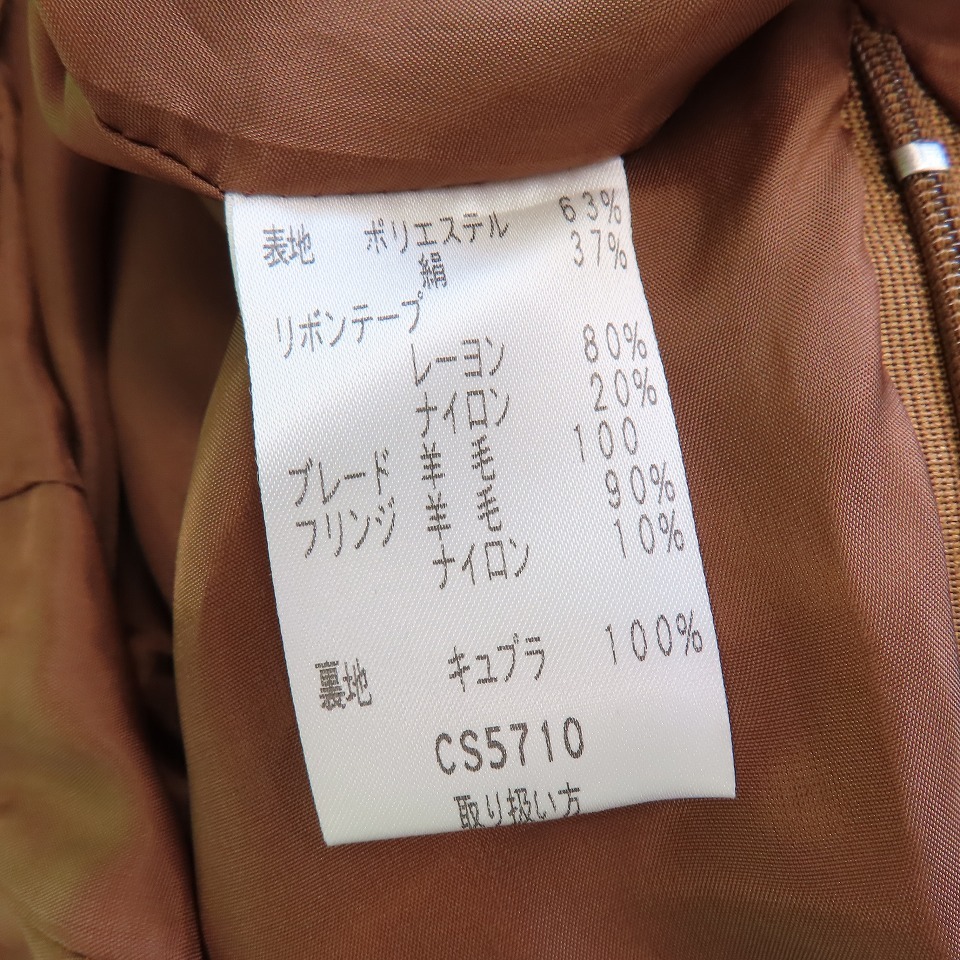 表地 ポリエステル 63%
絹 37%
リボンテープ
レーヨン 80%
ナイロン 20%
ブレード 羊毛 100
フリンジ 羊毛 90%
ナイロン 10%
裏地 キュプラ 100%
CS5710
取り扱い方